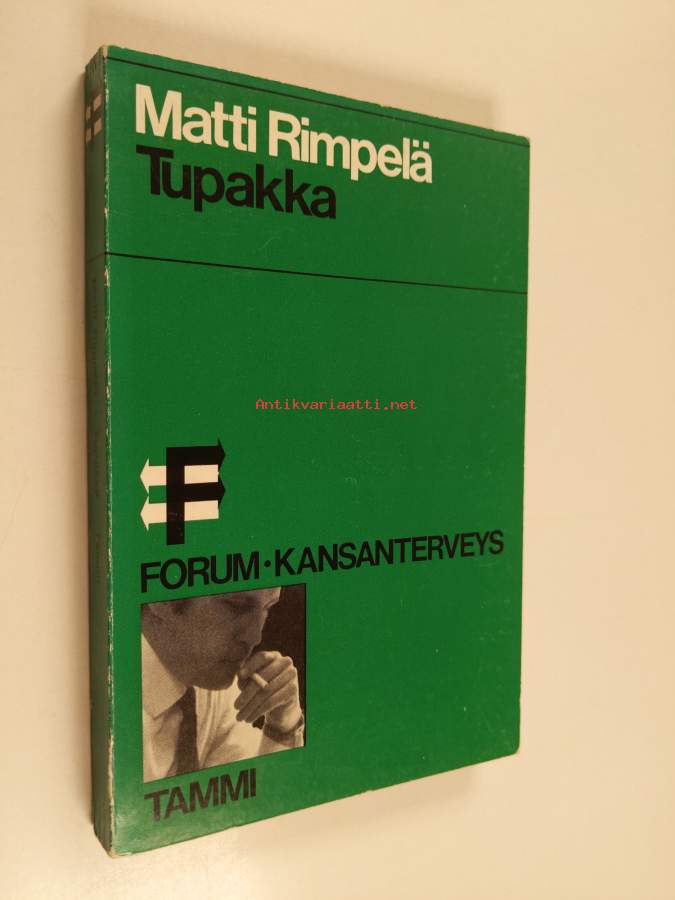 Matti Rimpelä
Tupakka
Antikvariaatti.net
F
FORUM · KANSANTERVEYS
TAMMI